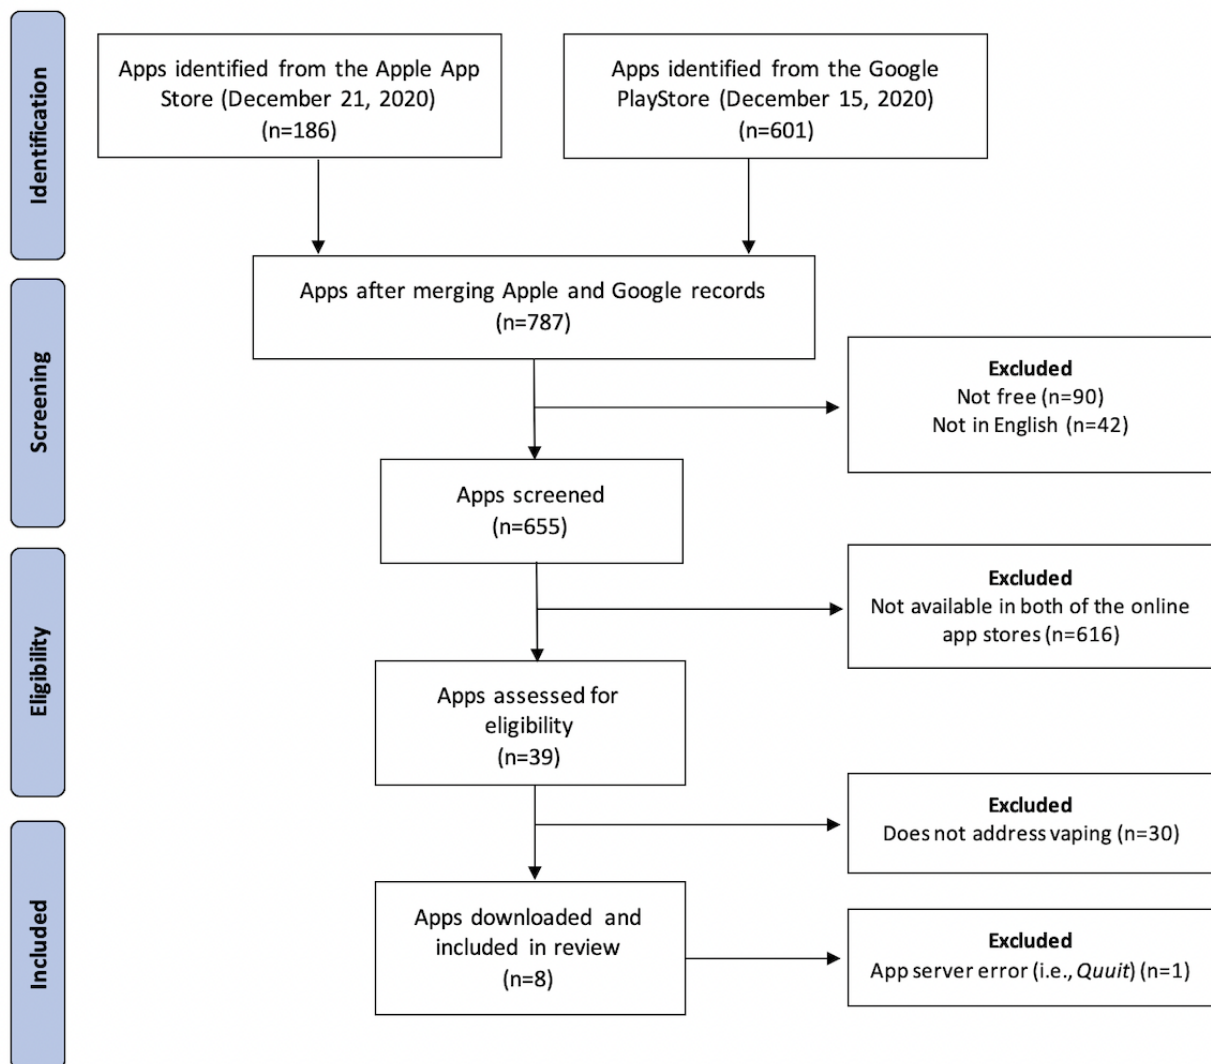 Identification
Apps identified from the Apple App
Store (December 21, 2020)
(n=186)
Apps identified from the Google
PlayStore (December 15, 2020)
(n=601)
Apps after merging Apple and Google records
(n=787)
Screening
Excluded
Not free (n=90)
Not in English (n=42)
Apps screened
(n=655)
Eligibility
Excluded
Not available in both of the online
app stores (n=616)
Apps assessed for
eligibility
(n=39)
Excluded
Does not address vaping (n=30)
Included
Apps downloaded and
included in review
(n=8)
Excluded
App server error (i.e., Quuit) (n=1)